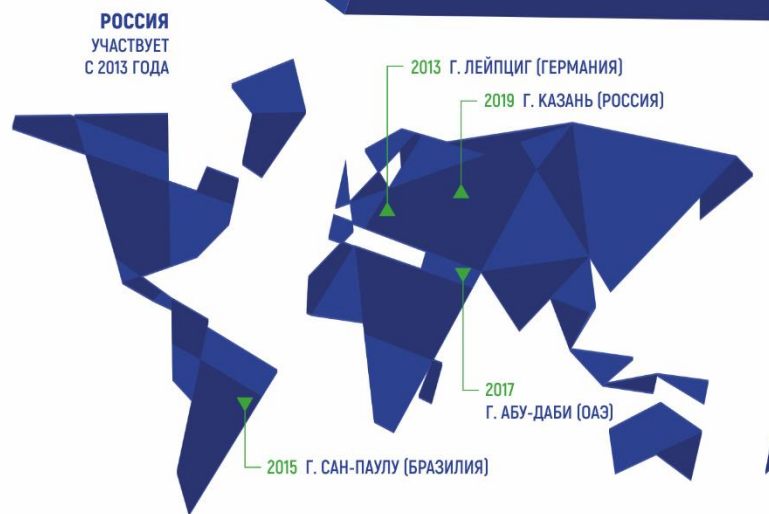 РОССИЯ
УЧАСТВУЕТ
С 2013 ГОДА
2013 Г. ЛЕЙПЦИГ (ГЕРМАНИЯ)
2019 Г. КАЗАНЬ (РОССИЯ)
2017
Г. АБУ-ДАБИ (ОАЭ)
2015 Г. САН-ПАУЛУ (БРАЗИЛИЯ)